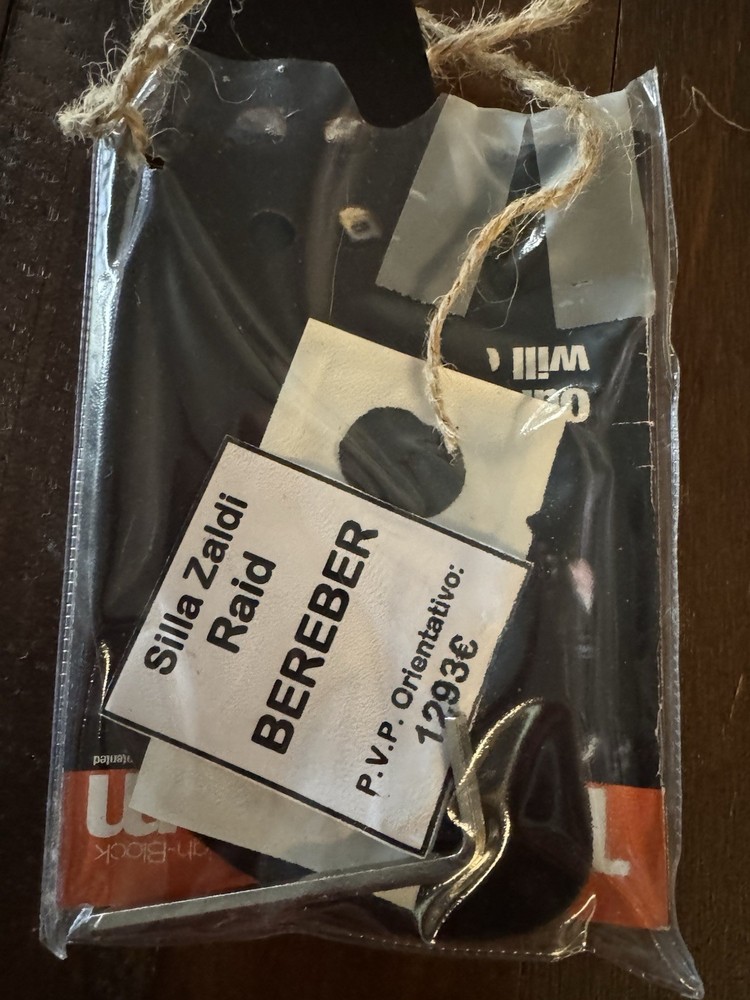 Silla Zaldi
Raid
BEREBER
P.V.P. Orientativo:
1293€
will